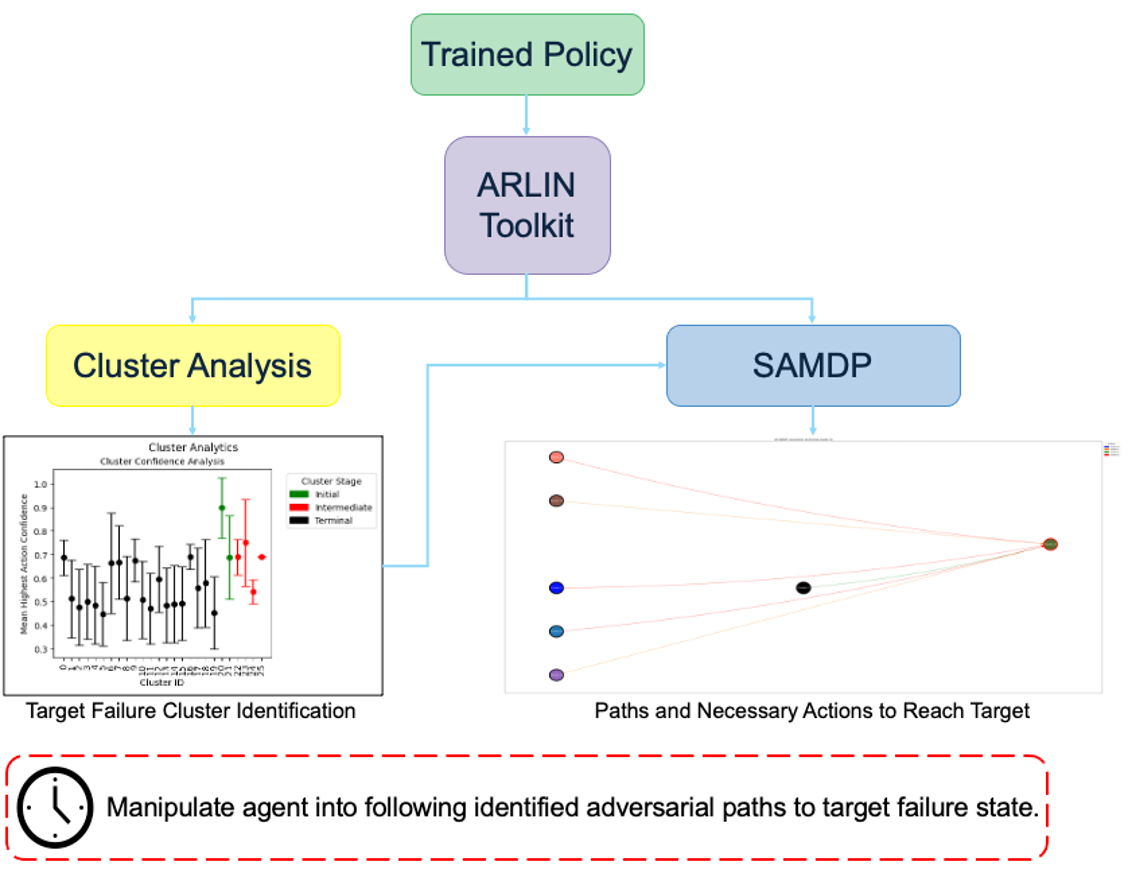 Trained Policy
ARLIN
Toolkit
Cluster Analysis
SAMDP
Cluster Analytics
Cluster Confidence Analysis
Mean Highest Action Confidence
1.0
0.9
0.8
0.7
0.6
0.5
0.4
0.3
Cluster Stage
Initial
Intermediate
Terminal
0 1 2 3 4 5 6 7 8 9 10 11 12 13 14 15 16 17 18 19 20 21 22 23 24 25
Cluster ID
Target Failure Cluster Identification
Paths and Necessary Actions to Reach Target
Manipulate agent into following identified adversarial paths to target failure state.